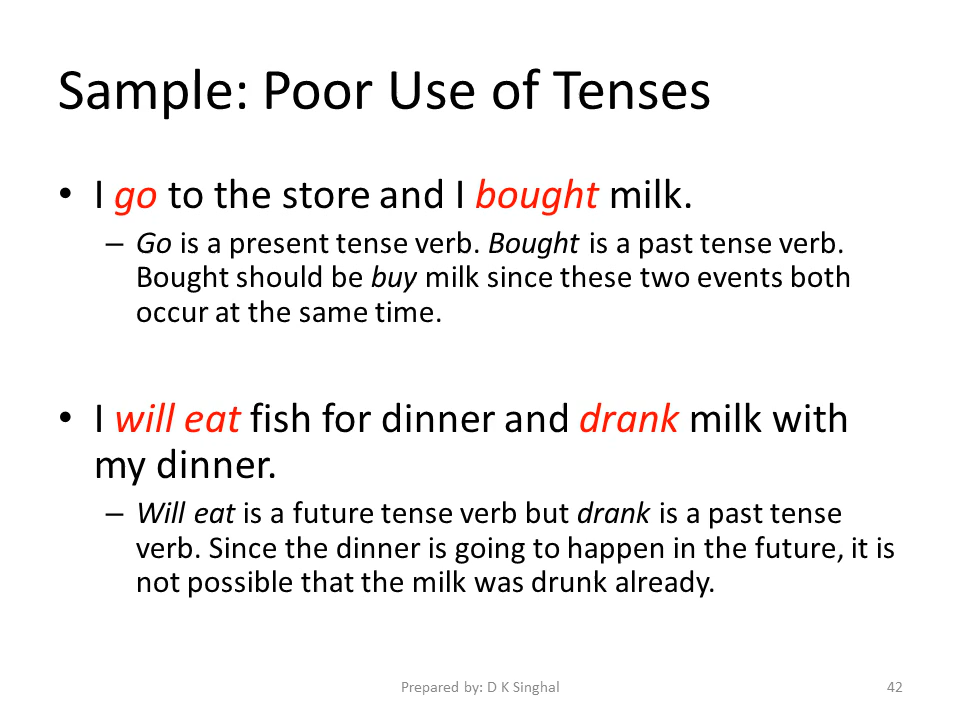 Sample: Poor Use of Tenses
• I go to the store and I bought milk.
– Go is a present tense verb. Bought is a past tense verb.
Bought should be buy milk since these two events both
occur at the same time.
• I will eat fish for dinner and drank milk with
my dinner.
– Will eat is a future tense verb but drank is a past tense
verb. Since the dinner is going to happen in the future, it is
not possible that the milk was drunk already.
Prepared by: D K Singhal
42